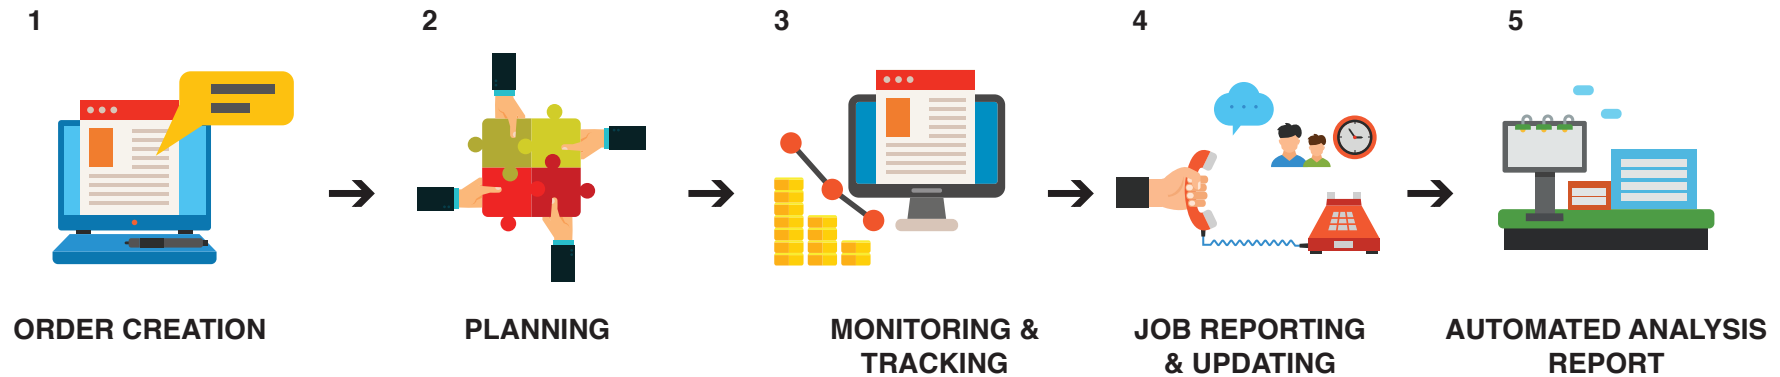 1
2
3
4
5
ORDER CREATION
PLANNING
MONITORING &
TRACKING
JOB REPORTING
& UPDATING
AUTOMATED ANALYSIS
REPORT